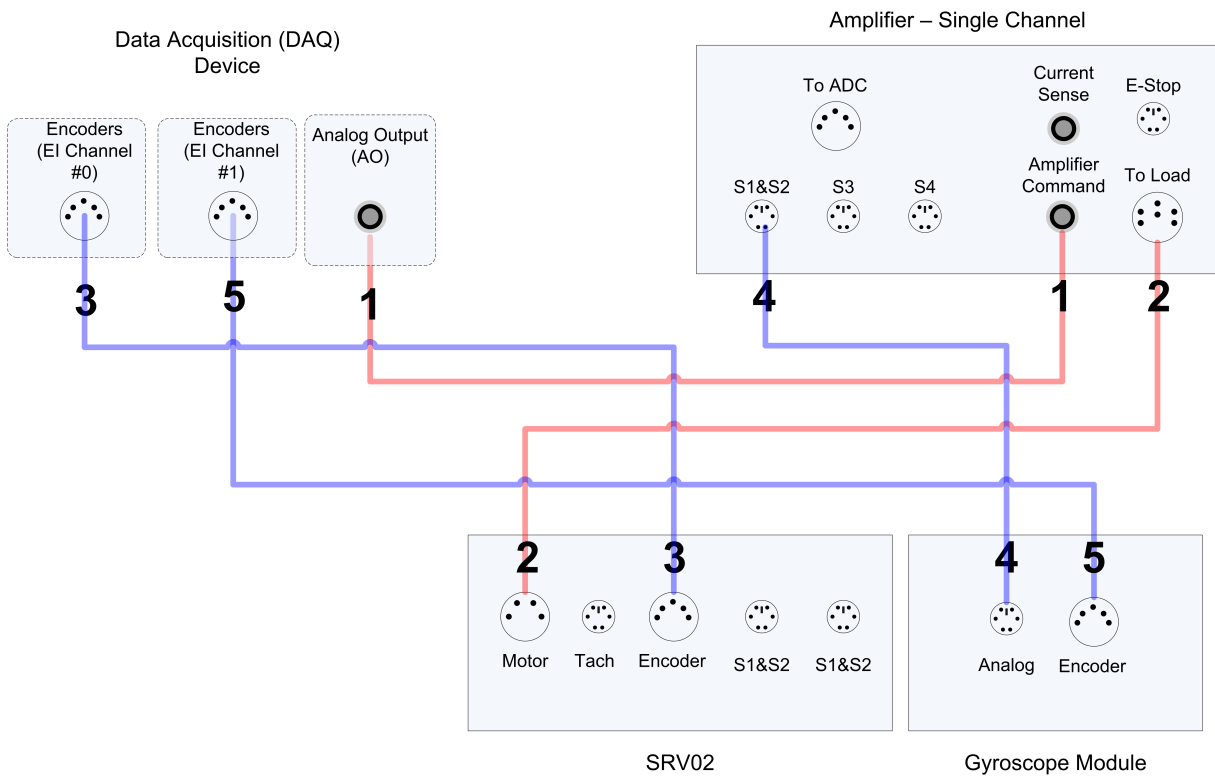 Amplifier – Single Channel
Data Acquisition (DAQ)
Device
Encoders
(EI Channel
#0)
Encoders
(EI Channel
#1)
Analog Output
(AO)
To ADC
Current
Sense
E-Stop
S1&S2
S3
S4
Amplifier
Command
To Load
3
5
1
4
1
2
2
3
4
5
Motor
Tach
Encoder
S1&S2
S1&S2
Analog
Encoder
SRV02
Gyroscope Module